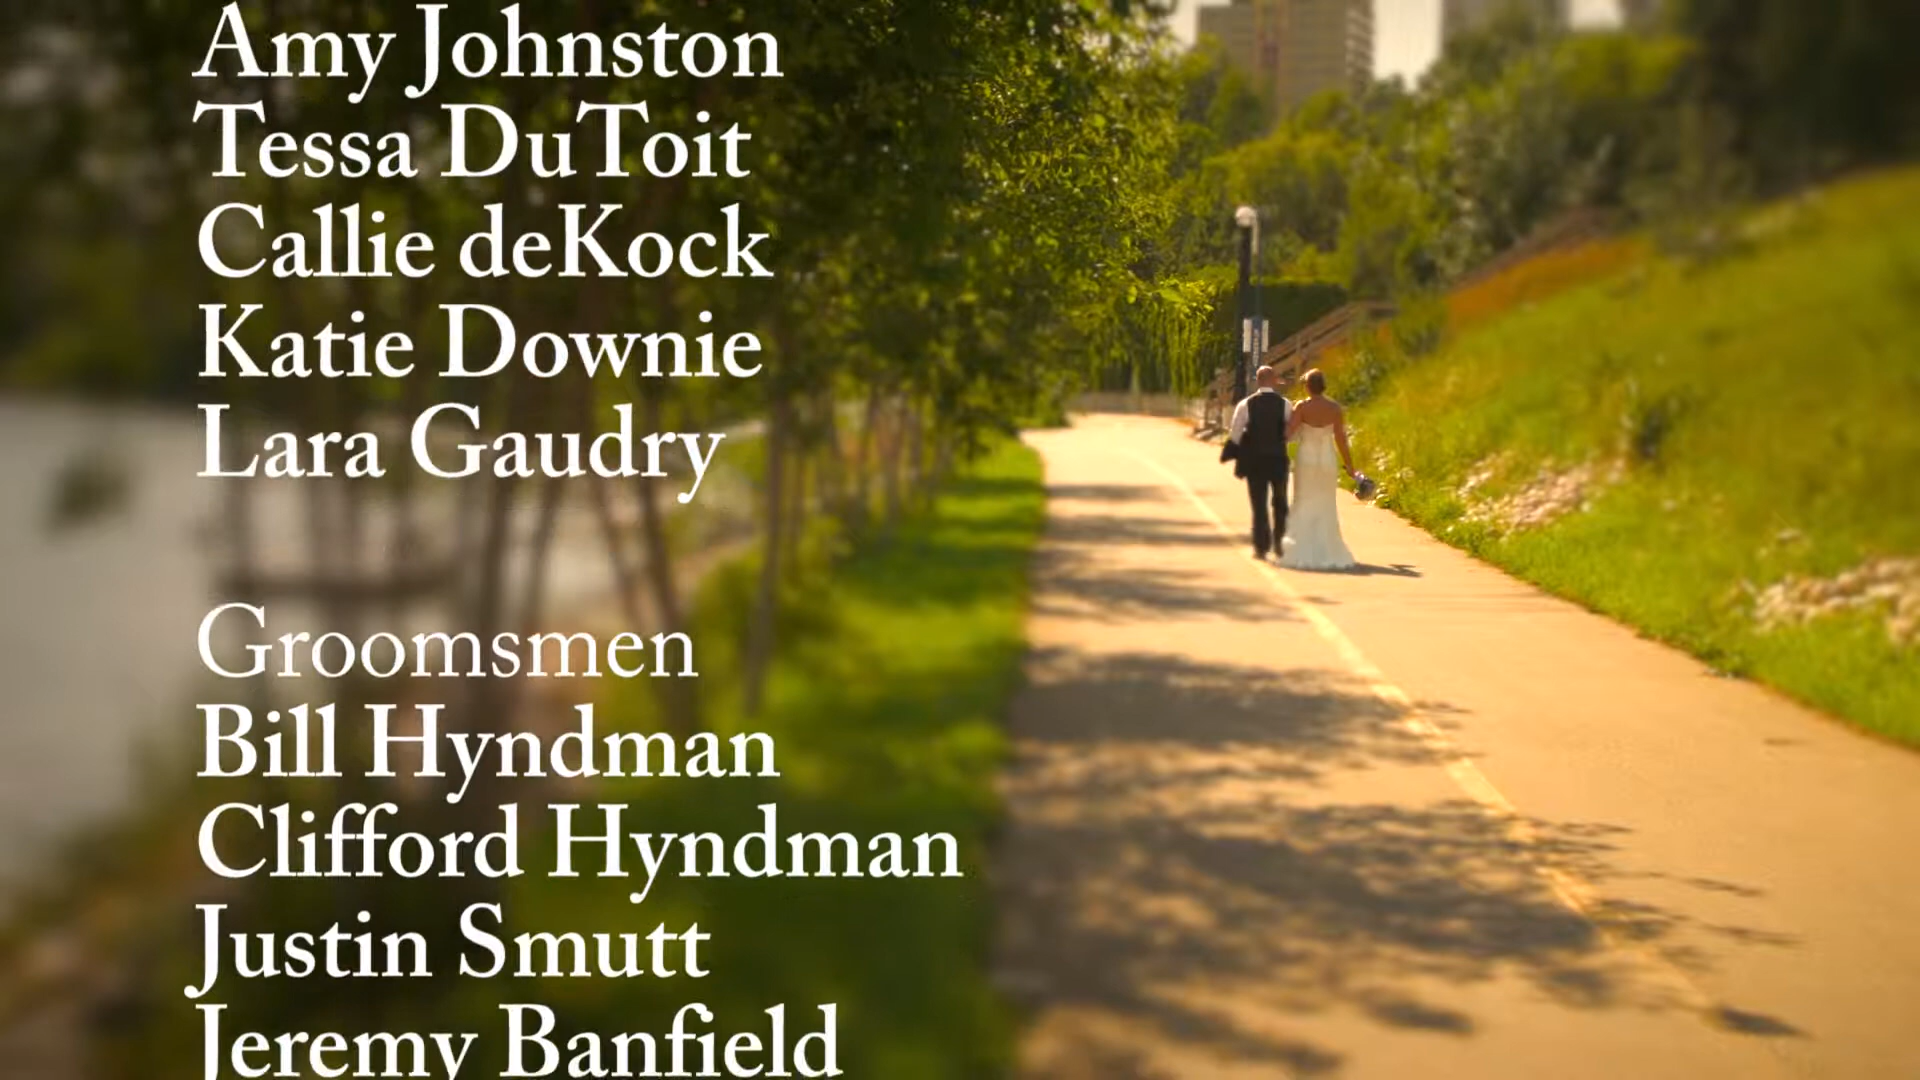 Amy Johnston
Tessa DuToit
Callie deKock
Katie Downie
Lara Gaudry
Groomsmen
Bill Hyndman
Clifford Hyndman
Justin Smutt
Jeremy Banfield